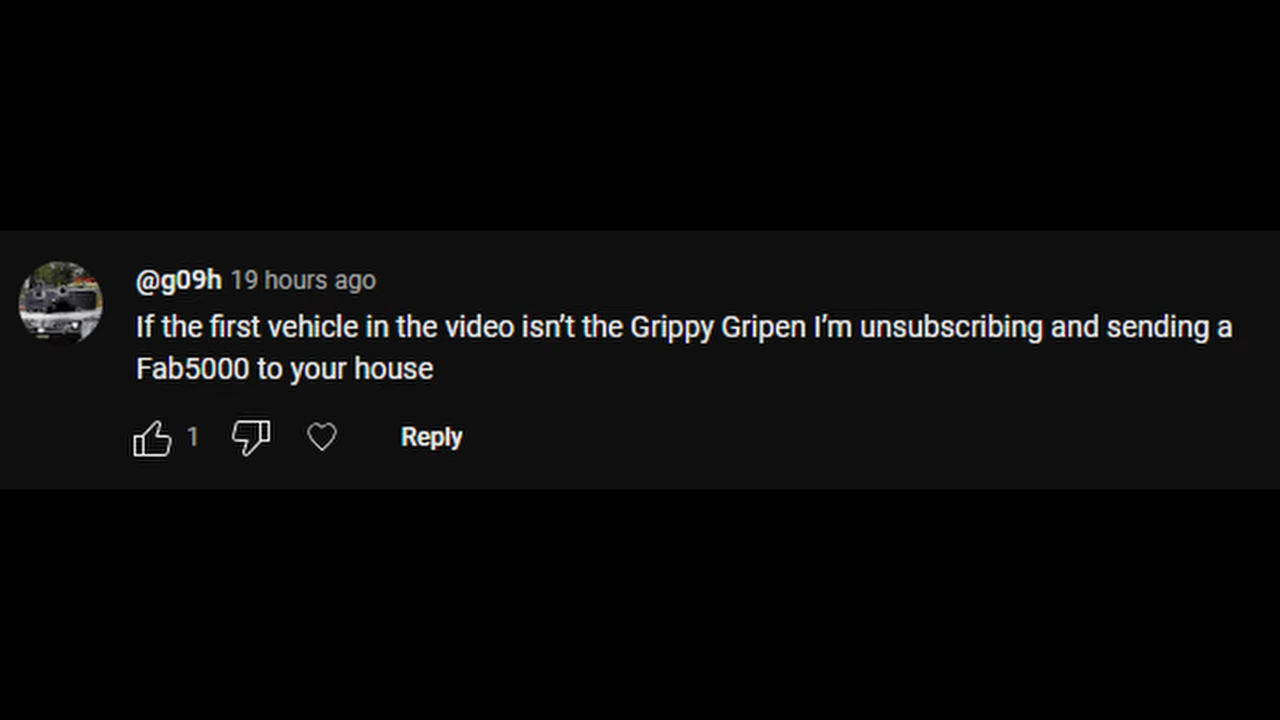 @g09h 19 hours ago
If the first vehicle in the video isn’t the Grippy Gripen I’m unsubscribing and sending a
Fab5000 to your house
1 Reply